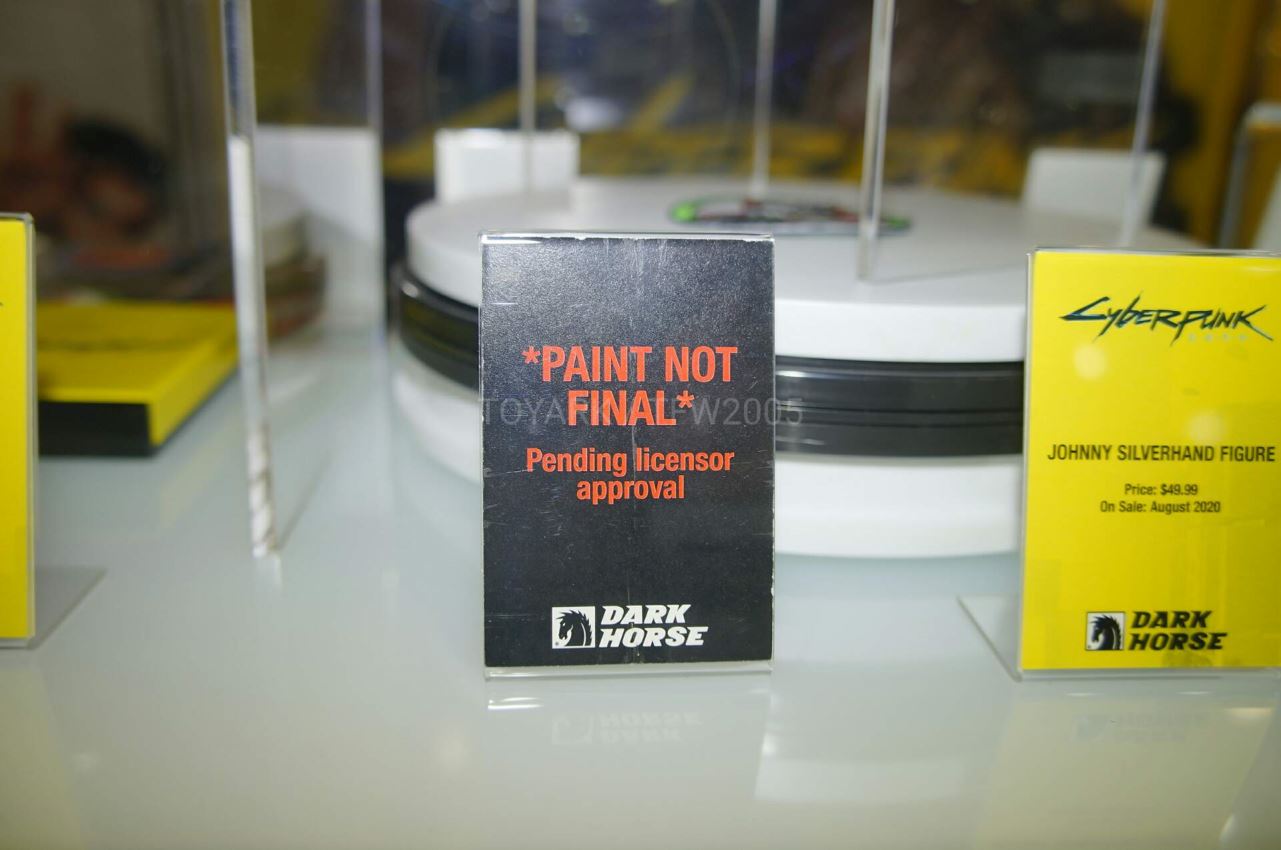 *PAINT NOT
FINAL*
Pending licensor
approval
DARK
HORSE
Cyberpunk
JOHNNY SILVERHAND FIGURE
Price: $49.99
On Sale: August 2020
DARK
HORSE